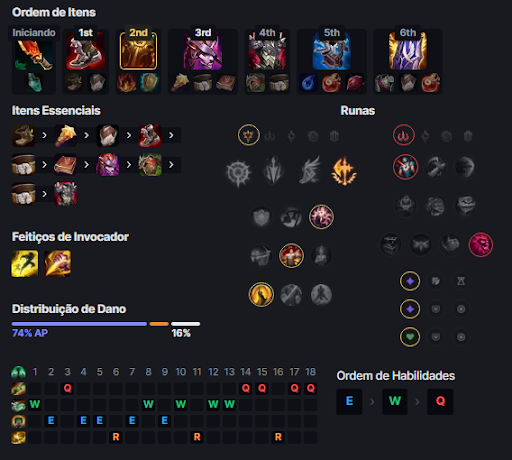 Ordem de Itens
Iniciando 1st 2nd 3rd 4th 5th 6th
Itens Essenciais
Runas
Feitiços de Invocador
Distribuição de Dano
74% AP 16%
1 2 3 4 5 6 7 8 9 10 11 12 13 14 15 16 17 18
Q Q Q Q Q
W W W W W
E E E E E
R R R
Ordem de Habilidades
E > W > Q